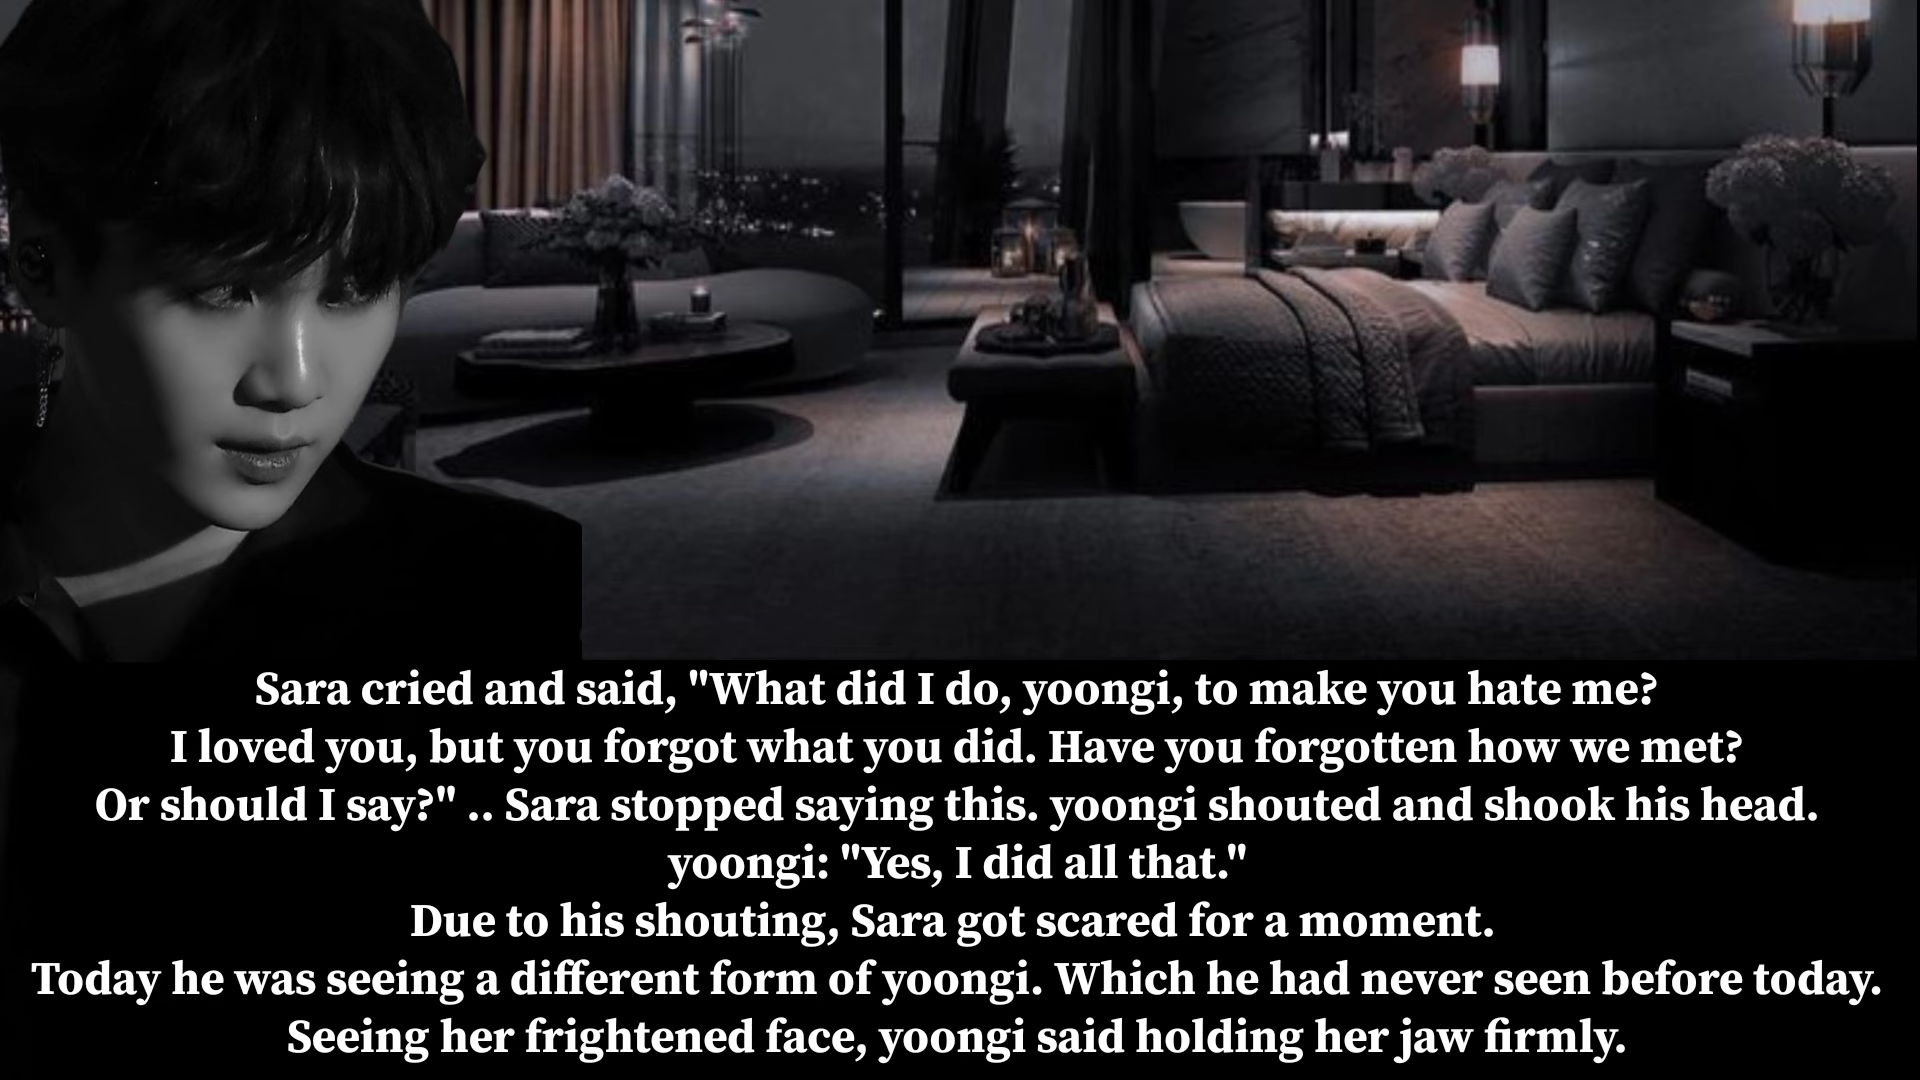 Sara cried and said, "What did I do, yoongi, to make you hate me?
I loved you, but you forgot what you did. Have you forgotten how we met?
Or should I say?" .. Sara stopped saying this. yoongi shouted and shook his head.
yoongi: "Yes, I did all that."
Due to his shouting, Sara got scared for a moment.
Today he was seeing a different form of yoongi. Which he had never seen before today.
Seeing her frightened face, yoongi said holding her jaw firmly.